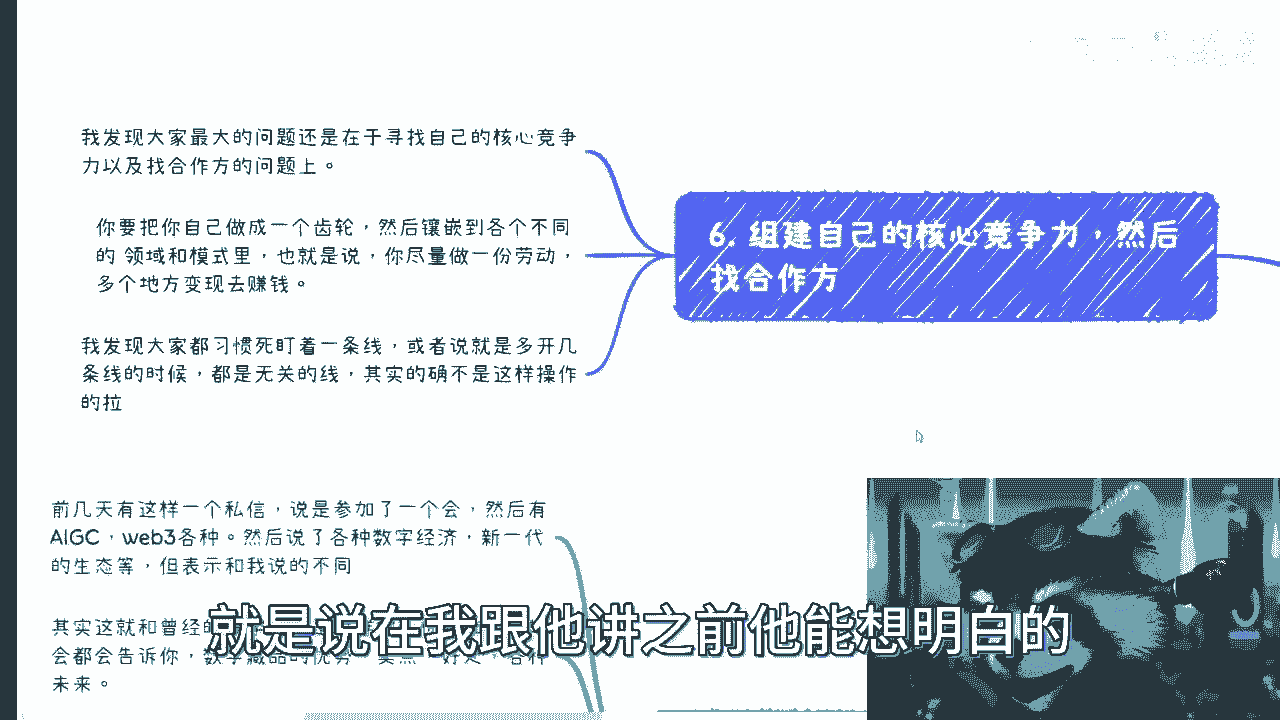 我发现大家最大的问题还是在于寻找自己的核心竞争
力以及找合作方的问题上。
你要把你自己做成一个齿轮，然后镶嵌到各个不同
的 领域和模式里，也就是说，你尽量做一份劳动，
多个地方变现去赚钱。
我发现大家都习惯死盯着一条线，或者说就是多开几
条线的时候，都是无关的线，其实的确不是这样操作
的拉
6. 组建自己的核心竞争力，然后
找合作方
前几天有这样一个私信，说是参加了一个会，然后有
AIGC，web3各种。然后说了各种数字经济，新一代
的生态等，但表示和我说的不同
其实这就和曾经的
会都会告诉你，数字藏品的优势
未来。
就是说在我跟他讲之前他能想明白的